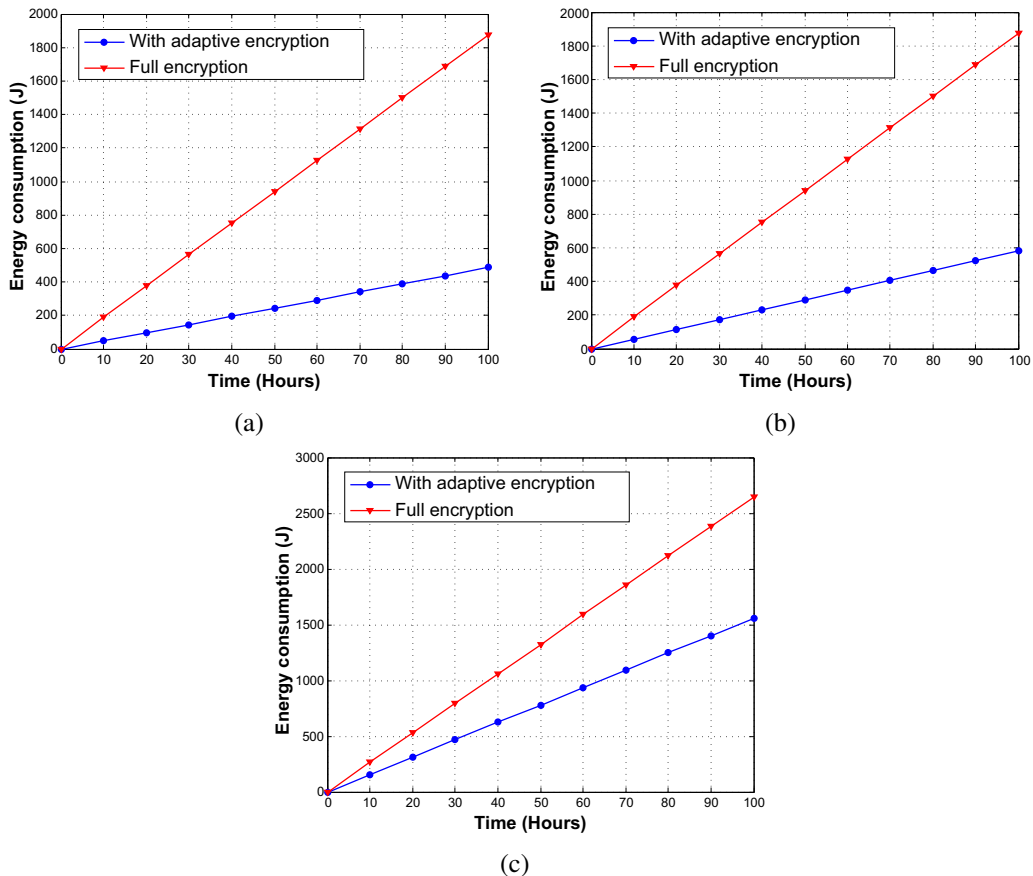 2000
1800
1600
1400
1200
1000
800
600
400
200
0
Energy consumption (J)
With adaptive encryption
Full encryption
0 10 20 30 40 50 60 70 80 90 100
Time (Hours)
(a)
2000
1800
1600
1400
1200
1000
800
600
400
200
0
Energy consumption (J)
With adaptive encryption
Full encryption
0 10 20 30 40 50 60 70 80 90 100
Time (Hours)
(b)
3000
2500
2000
1500
1000
500
0
Energy consumption (J)
With adaptive encryption
Full encryption
0 10 20 30 40 50 60 70 80 90 100
Time (Hours)
(c)